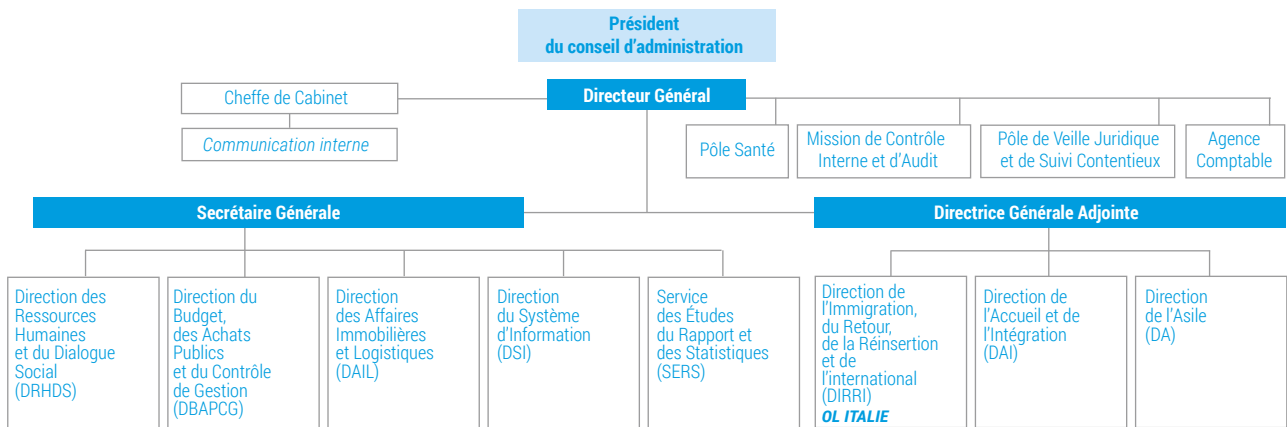 Président
du conseil d'administration
Cheffe de Cabinet
Directeur Général
Communication interne
Pôle Santé
Mission de Contrôle
Interne et d'Audit
Pôle de Veille Juridique
et de Suivi Contentieux
Agence
Comptable
Secrétaire Générale
Directrice Générale Adjointe
Direction des
Ressources
Humaines
et du Dialogue
Social
(DRHDS)
Direction du
Budget,
des Achats
Publics
et du Contrôle
de Gestion
(DBAPCG)
Direction
des Affaires
Immobilières
et Logistiques
(DAIL)
Direction
du Système
d'Information
(DSI)
Service
des Études
du Rapport et
des Statistiques
(SERS)
Direction de
l'Immigration,
du Retour,
de la Réinsertion
et de
l'international
(DIRRI)
OL ITALIE
Direction de
l'Accueil et de
l'Intégration
(DAI)
Direction
de l'Asile
(DA)